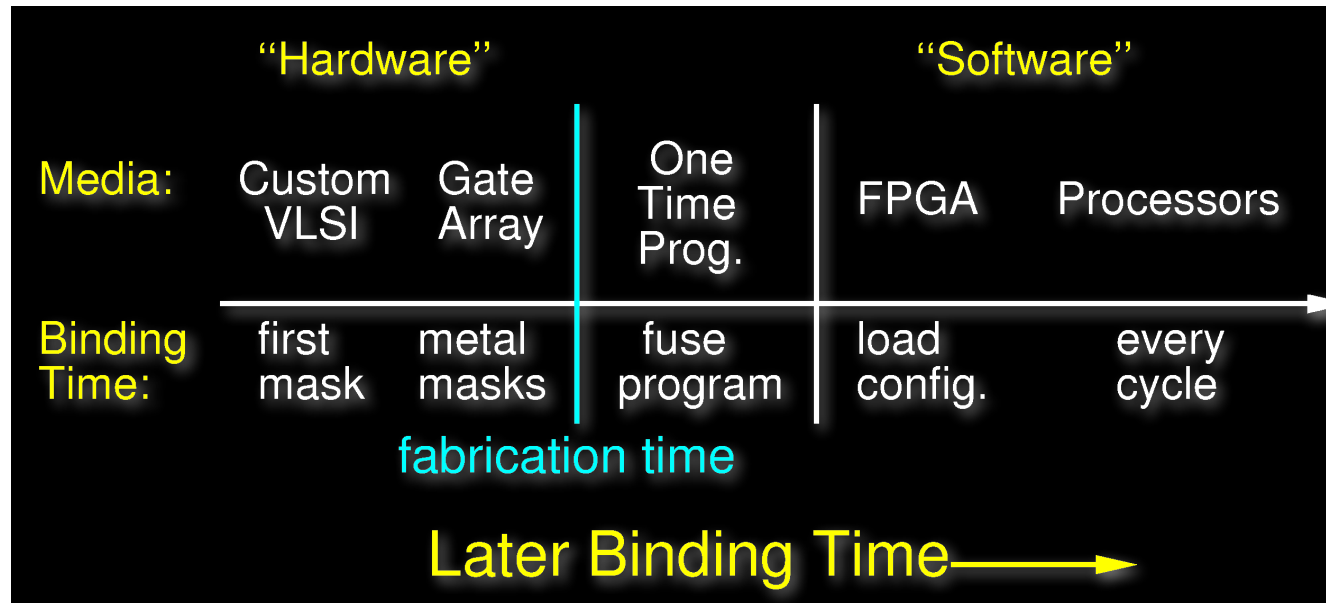 “Hardware”
“Software”
Media:
Custom
VLSI
Gate
Array
One
Time
Prog.
FPGA
Processors
Binding
Time:
first
mask
metal
masks
fuse
program
load
config.
every
cycle
fabrication time
Later Binding Time